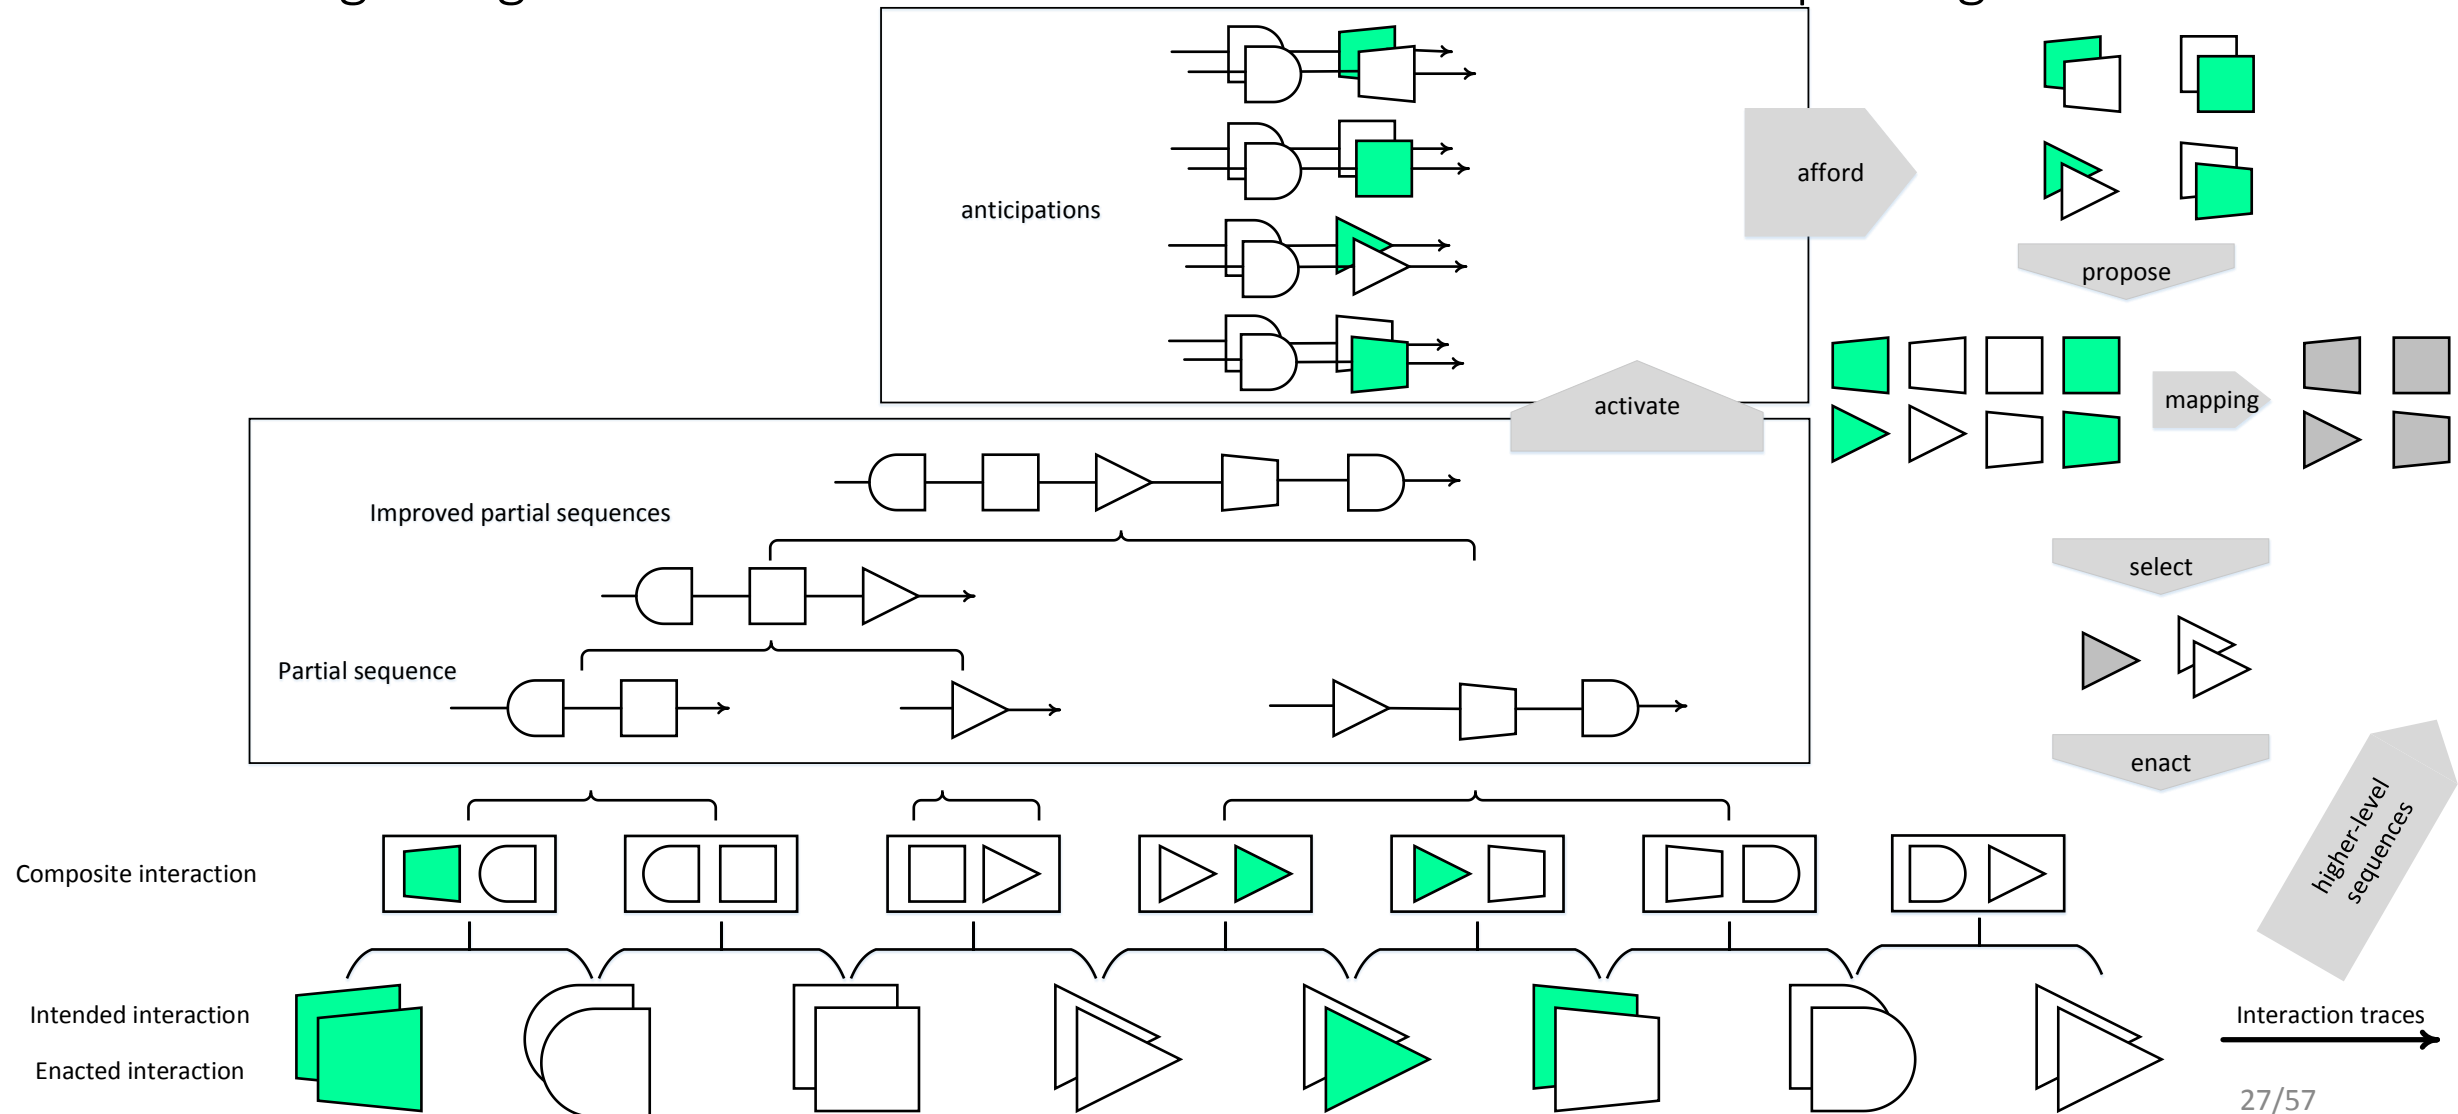 anticipations
afford
propose
activate
mapping
Improved partial sequences
select
Partial sequence
enact
higher-level
sequences
Composite interaction
Intended interaction
Interaction traces
Enacted interaction
27/57